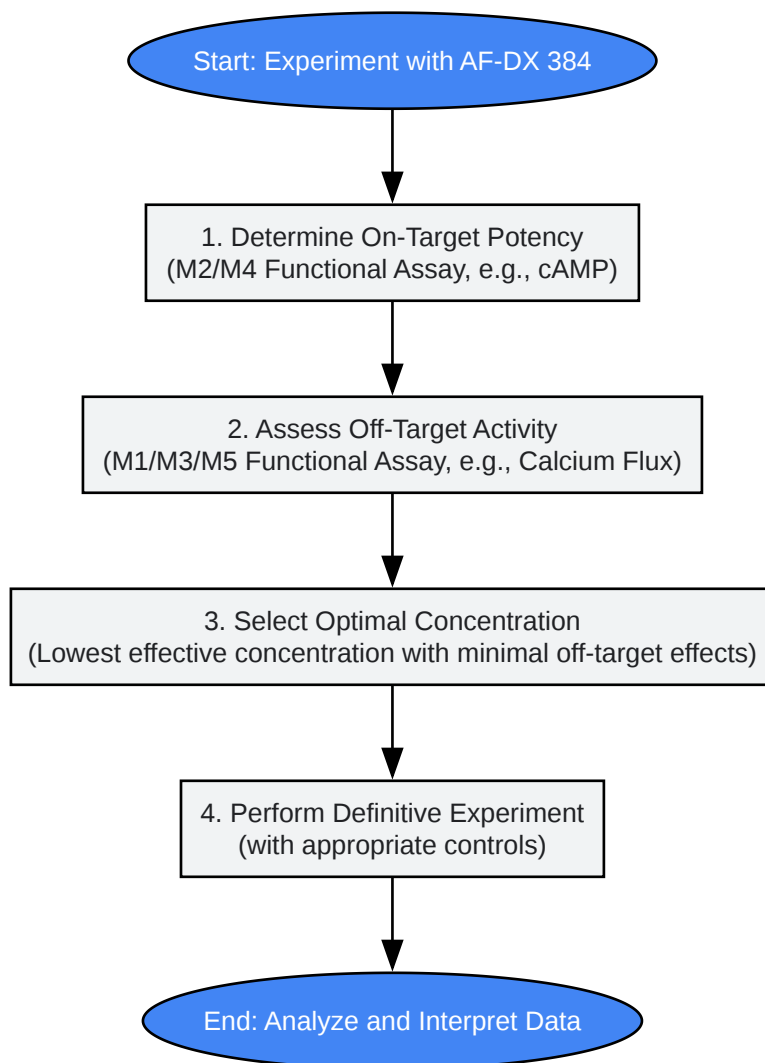 Start: Experiment with AF-DX 384
1. Determine On-Target Potency
(M2/M4 Functional Assay, e.g., cAMP)
2. Assess Off-Target Activity
(M1/M3/M5 Functional Assay, e.g., Calcium Flux)
3. Select Optimal Concentration
(Lowest effective concentration with minimal off-target effects)
4. Perform Definitive Experiment
(with appropriate controls)
End: Analyze and Interpret Data